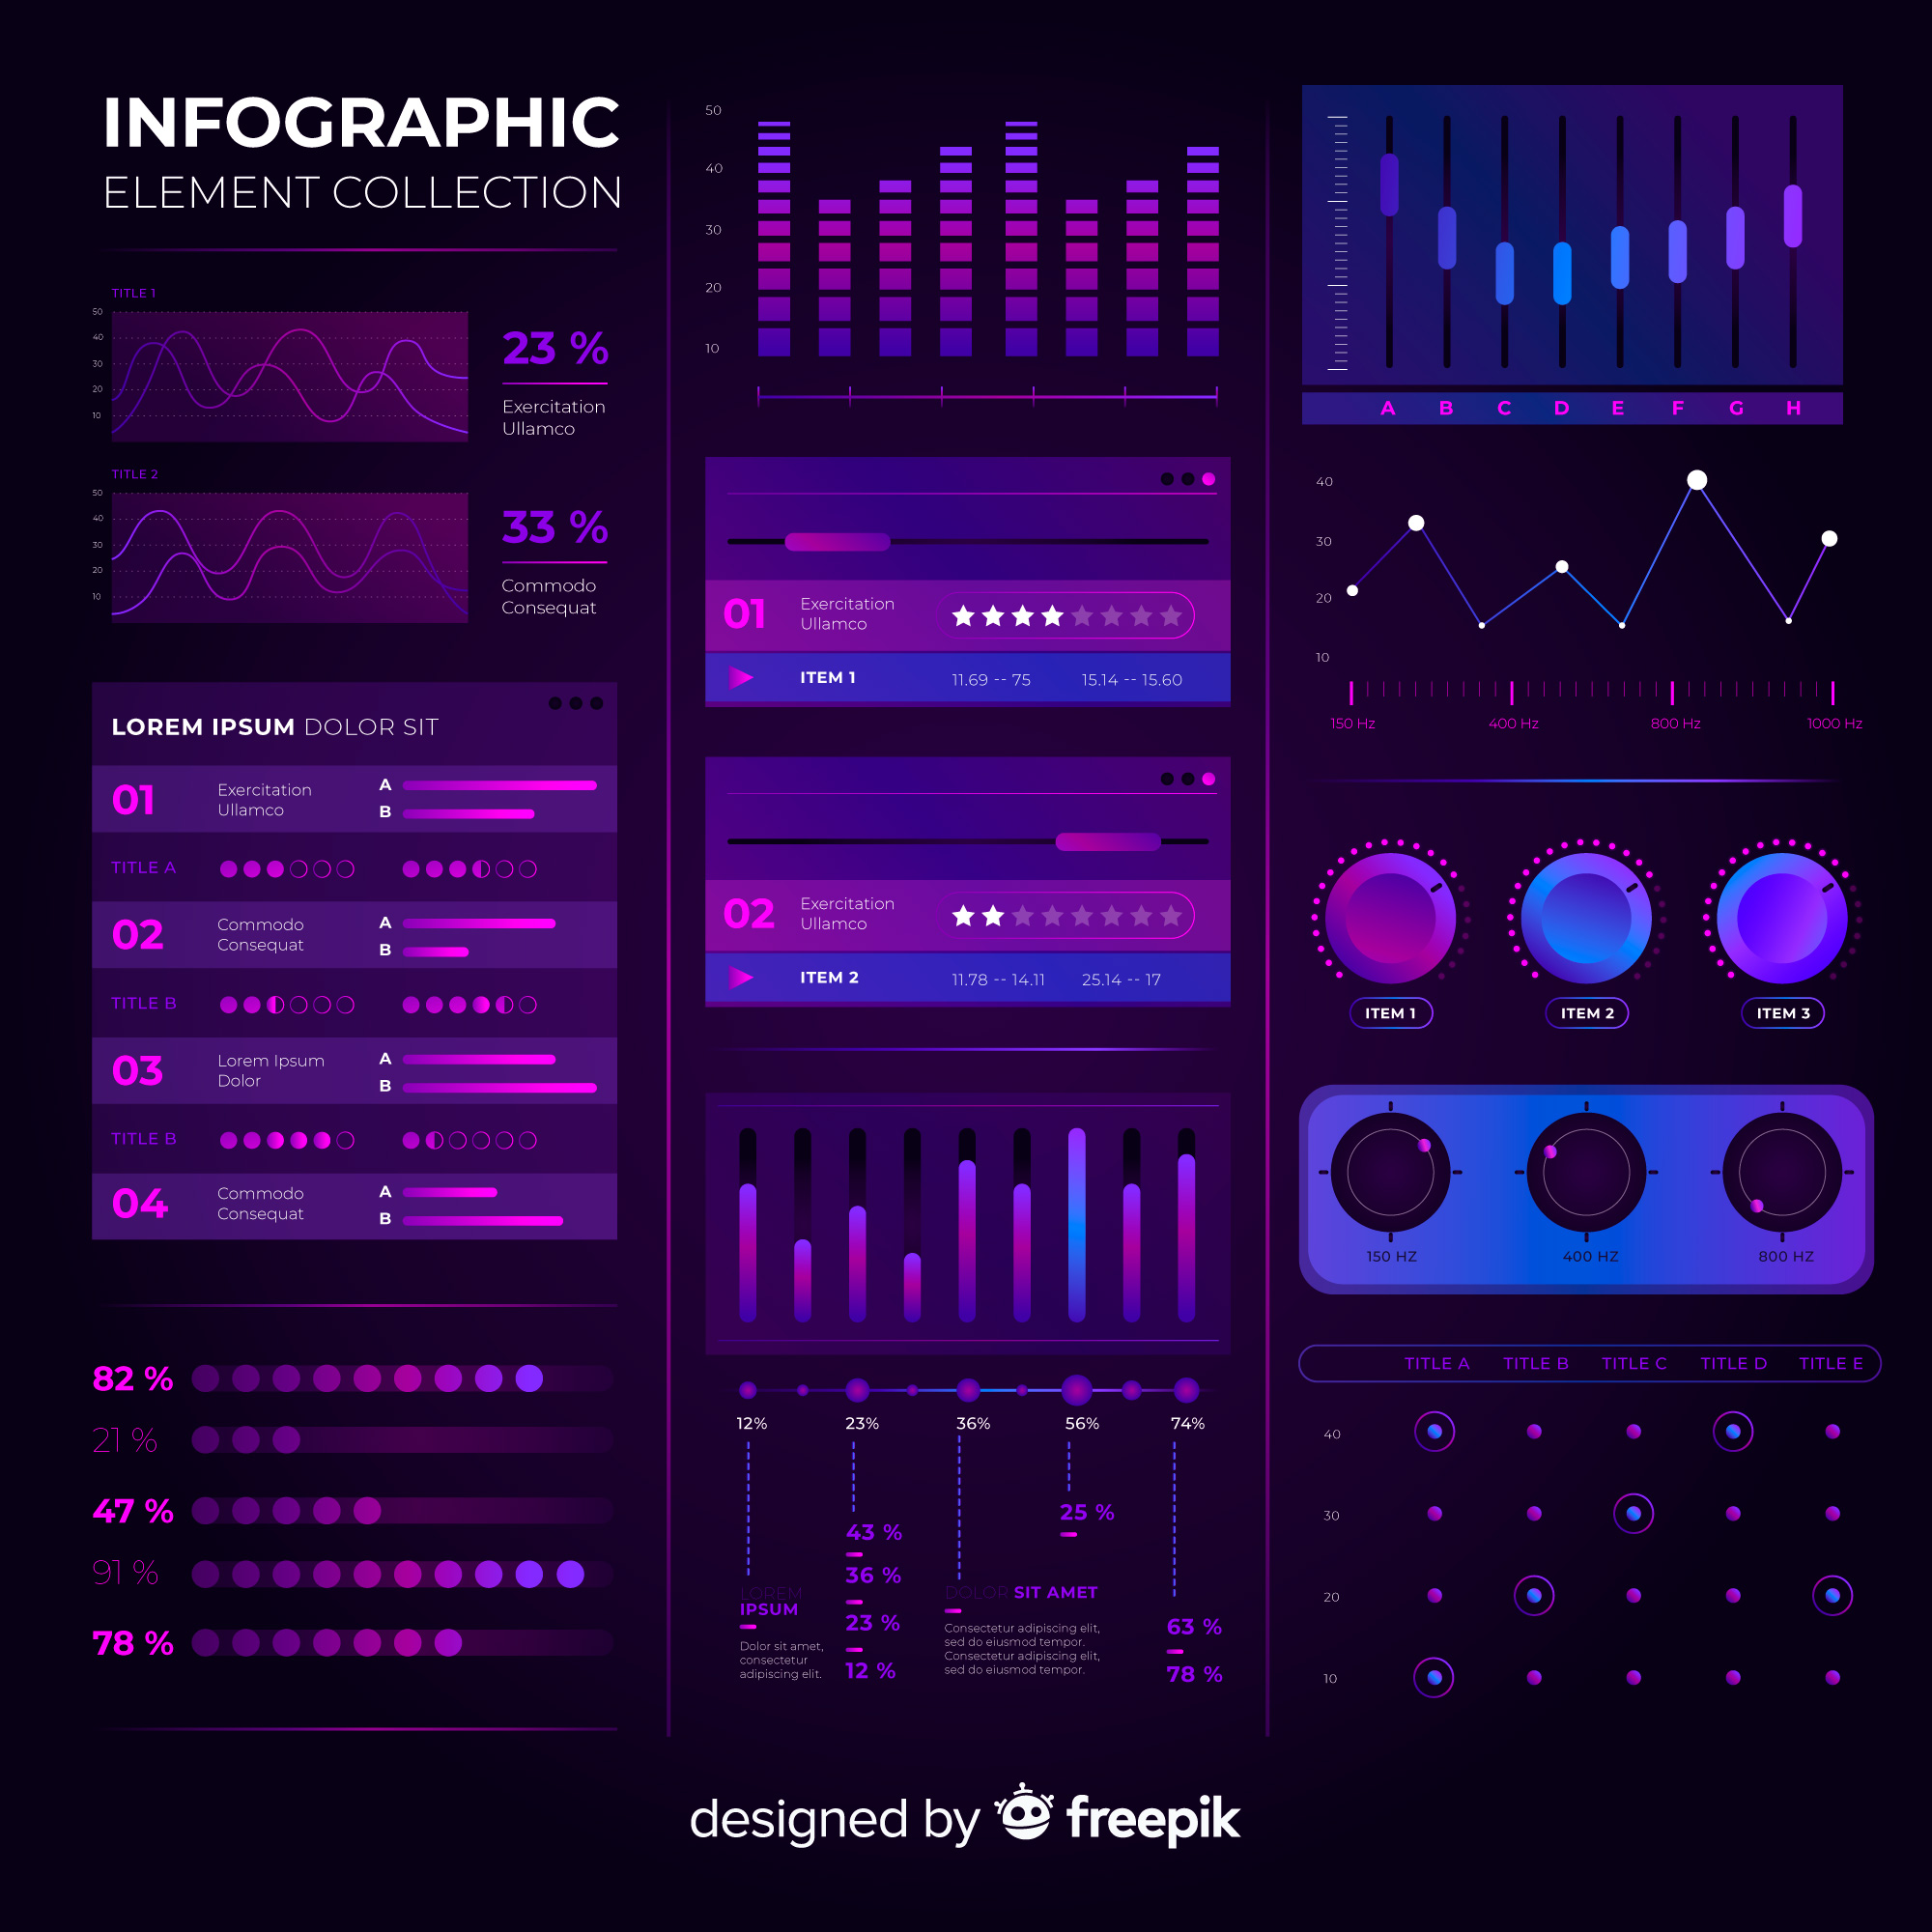 INFOGRAPHIC
ELEMENT COLLECTION
TITLE 1
50
40
30
20
10
23 %
Exercitation
Ullamco
TITLE 2
50
40
30
20
10
33 %
Commodo
Consequat
LOREM IPSUM DOLOR SIT
01 Exercitation A
Ullamco B
TITLE A
02 Commodo A
Consequat B
TITLE B
03 Lorem Ipsum A
Dolor B
TITLE B
04 Commodo A
Consequat B
82 %
21 %
47 %
91 %
78 %
50
40
30
20
10
01 Exercitation
Ullamco
ITEM 1 11.69 -- 75 15.14 -- 15.60
02 Exercitation
Ullamco
ITEM 2 11.78 -- 14.11 25.14 -- 17
12% 23% 36% 56% 74%
LOREM
IPSUM
Dolor sit amet,
consectetur
adipiscing elit.
43 %
36 %
23 %
12 %
DOLOR SIT AMET
Consectetur adipiscing elit,
sed do eiusmod tempor.
Consectetur adipiscing elit,
sed do eiusmod tempor.
25 %
63 %
78 %
A B C D E F G H
40
30
20
10
150 Hz 400 Hz 800 Hz 1000 Hz
ITEM 1 ITEM 2 ITEM 3
150 HZ 400 HZ 800 HZ
TITLE A TITLE B TITLE C TITLE D TITLE E
40
30
20
10
designed by freepik